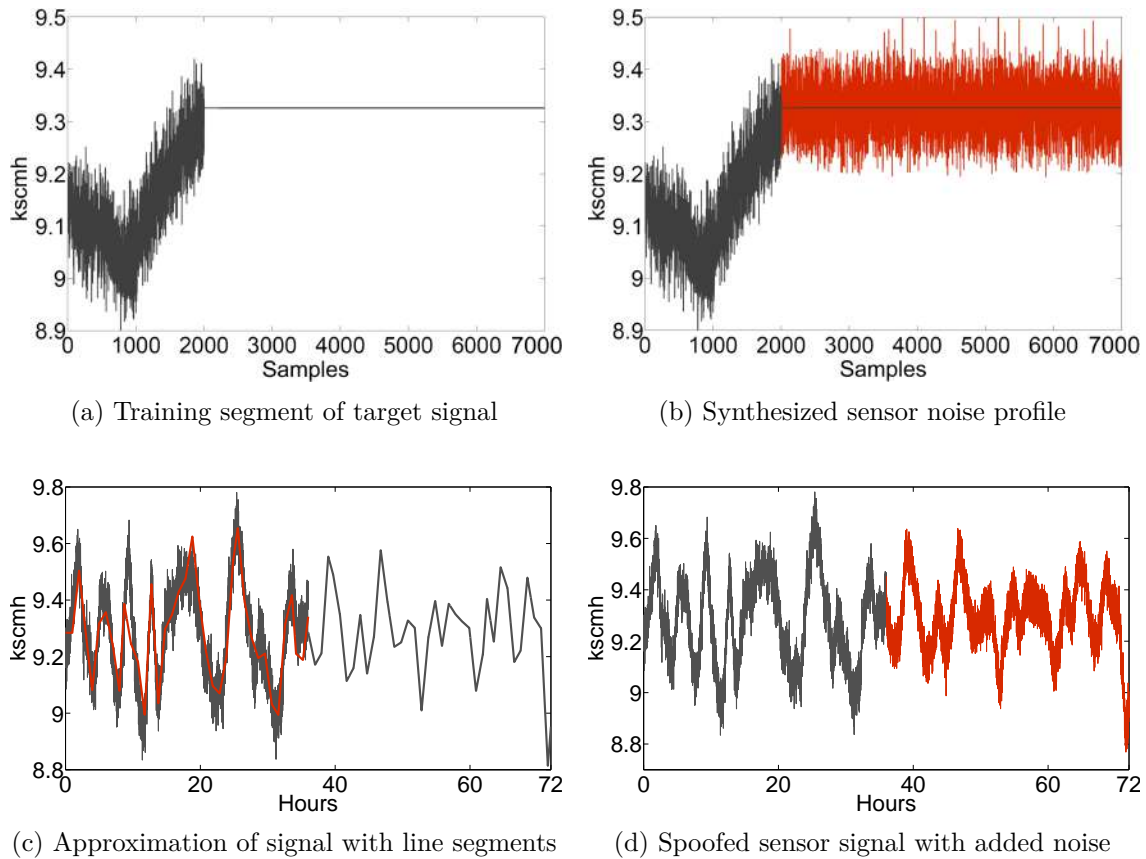 9.5
9.4
9.3
9.2
9.1
9
8.9
kscmh
0 1000 2000 3000 4000 5000 6000 7000
Samples
(a) Training segment of target signal
9.5
9.4
9.3
9.2
9.1
9
8.9
kscmh
0 1000 2000 3000 4000 5000 6000 7000
Samples
(b) Synthesized sensor noise profile
9.8
9.6
9.4
9.2
9
8.8
kscmh
0 20 40 60 72
Hours
(c) Approximation of signal with line segments
9.8
9.6
9.4
9.2
9
8.8
kscmh
0 20 40 60 72
Hours
(d) Spoofed sensor signal with added noise